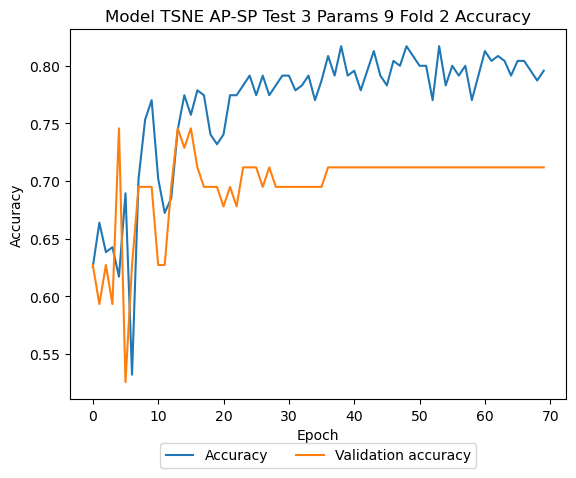 Model TSNE AP-SP Test 3 Params 9 Fold 2 Accuracy
0.80
0.75
0.70
0.65
0.60
0.55
Accuracy
0 10 20 30 40 50 60 70
Epoch
Accuracy Validation accuracy